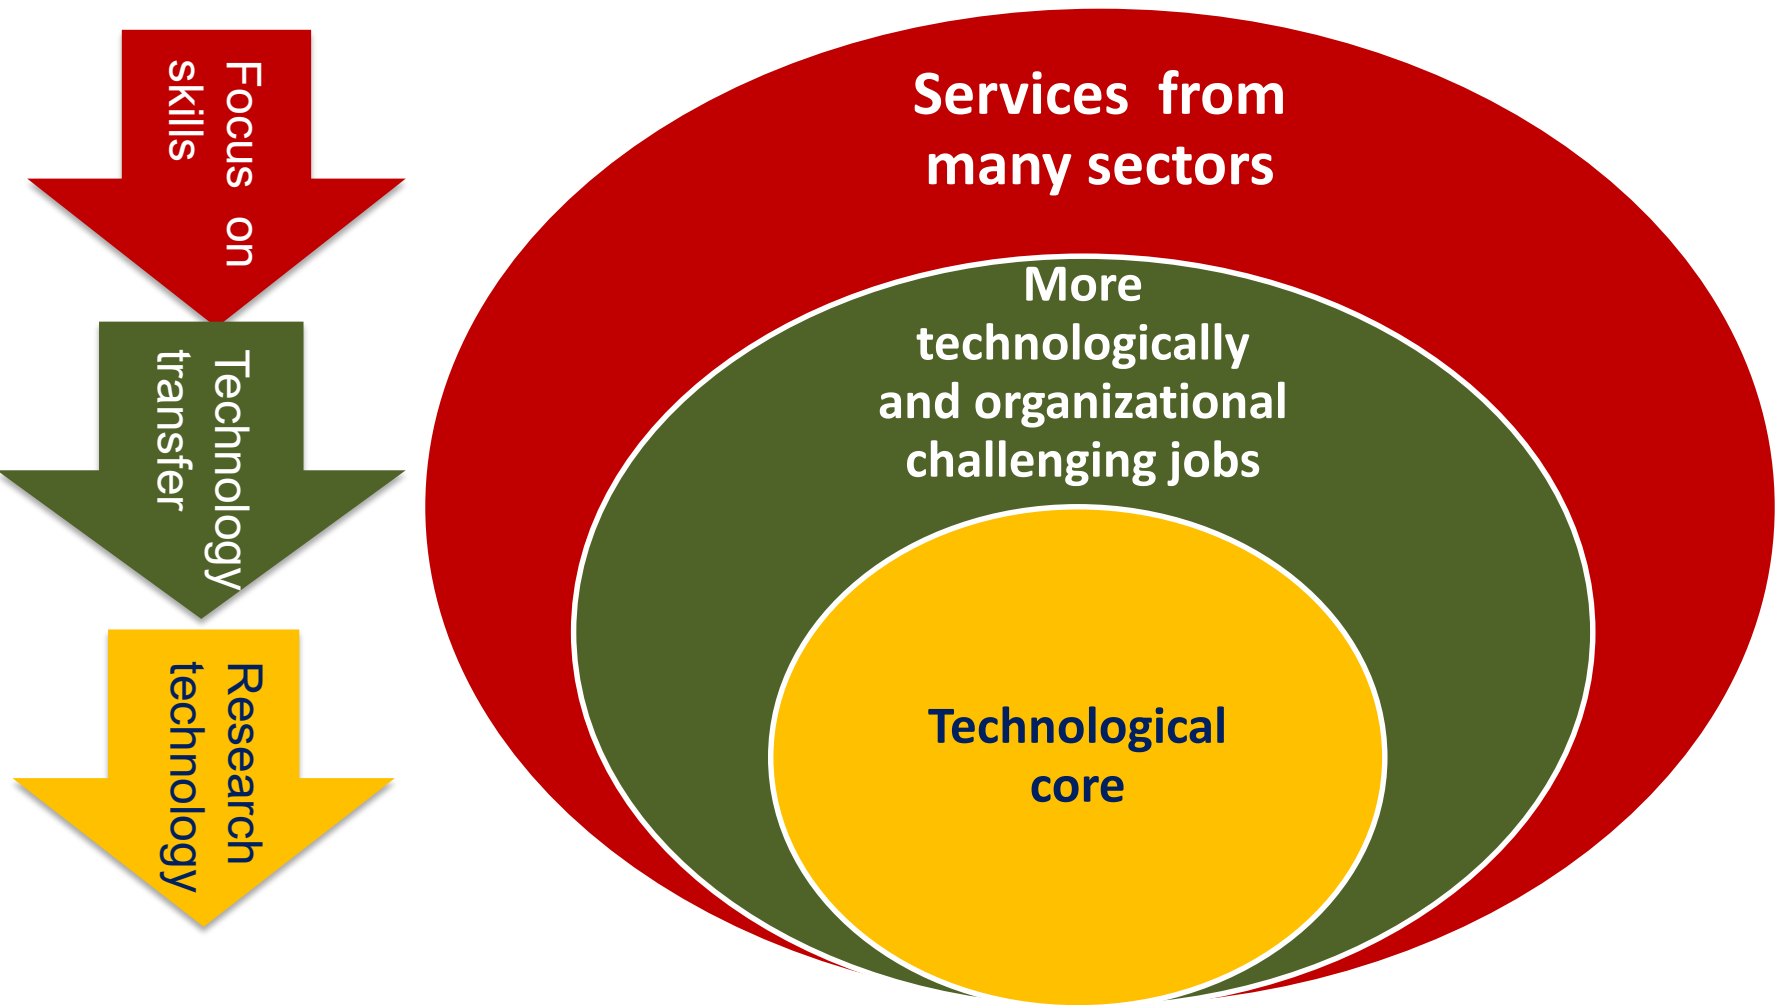 Focus on
skills
Technology
transfer
Research
technology
Services from
many sectors
More
technologically
and organizational
challenging jobs
Technological
core